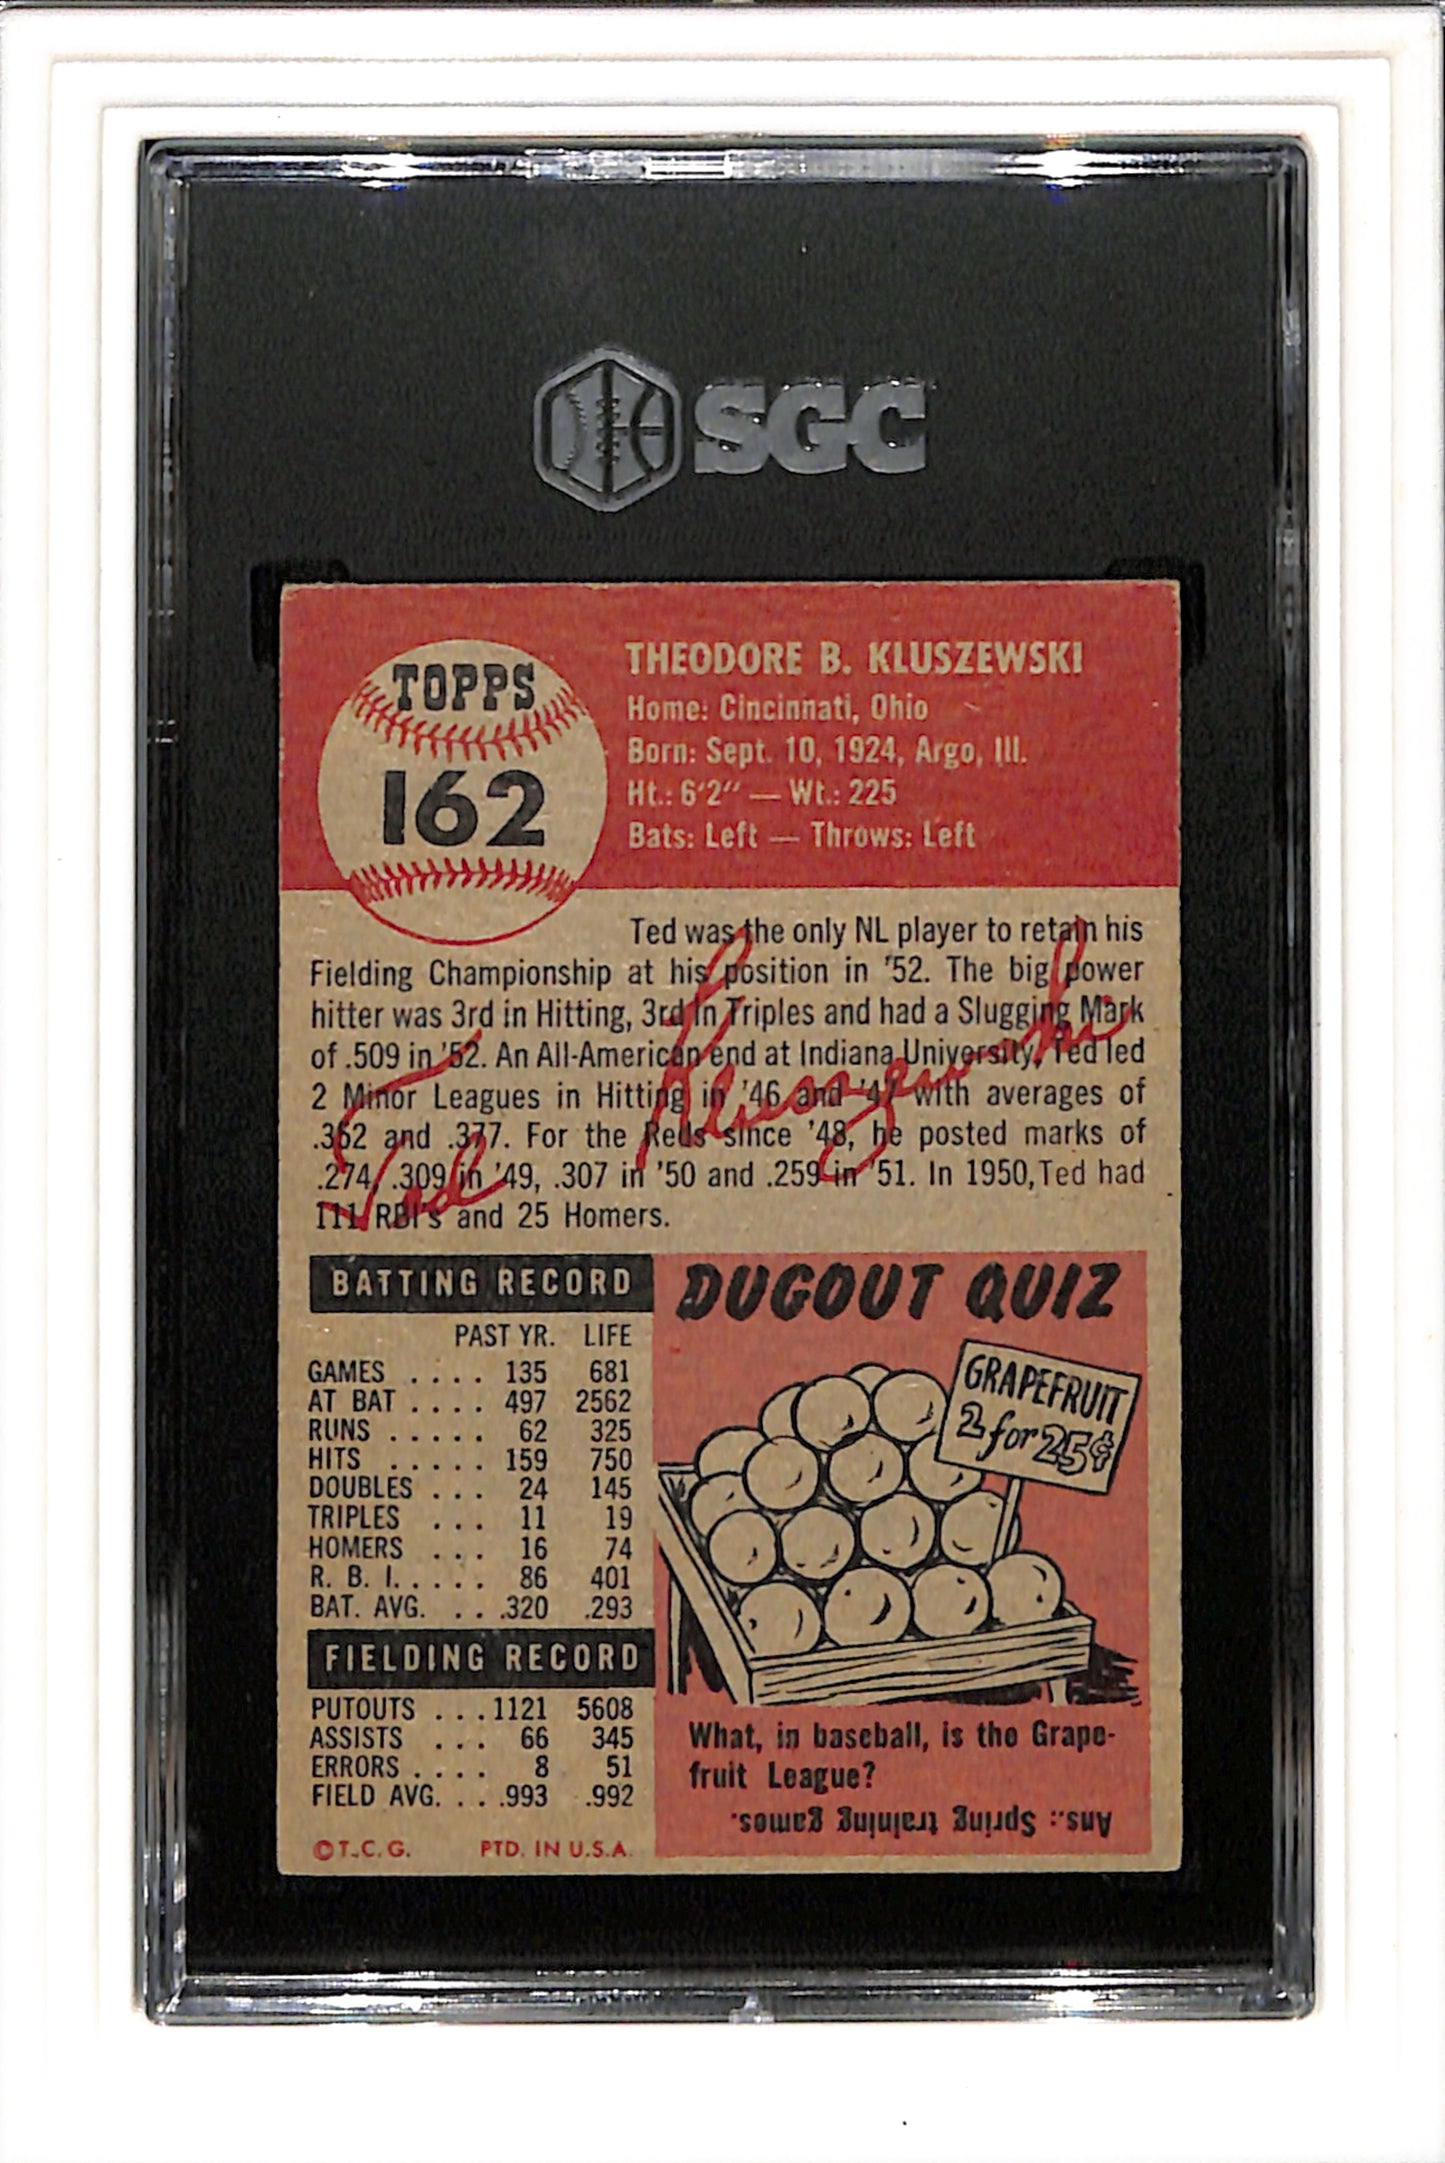 SGC
TOPPS
162
THEODORE B. KLUSZEWSKI
Home: Cincinnati, Ohio
Born: Sept. 10, 1924, Argo, Ill.
Ht.: 6'2" — Wt.: 225
Bats: Left — Throws: Left
Ted was the only NL player to retain his
Fielding Championship at his position in '52. The big power
hitter was 3rd in Hitting, 3rd in Triples and had a Slugging Mark
of .509 in '52. An All-American end at Indiana University, Ted led
2 Minor Leagues in Hitting in '46 and '47 with averages of
.352 and .377. For the Reds since '48, he posted marks of
.274, .309 in '49, .307 in '50 and .259 in '51. In 1950, Ted had
111 RBI's and 25 Homers.
Ted Kluszewski
BATTING RECORD
PAST YR. LIFE
GAMES .... 135 681
AT BAT .... 497 2562
RUNS ..... 62 325
HITS ..... 159 750
DOUBLES ... 24 145
TRIPLES ... 11 19
HOMERS ... 16 74
R. B. I. .... 86 401
BAT. AVG. ...320 .293
FIELDING RECORD
PUTOUTS ...1121 5608
ASSISTS ... 66 345
ERRORS .... 8 51
FIELD AVG. ...993 .992
©T.C.G. PTD. IN U.S.A.
DUGOUT QUIZ
GRAPEFRUIT
2 for 25¢
What, in baseball, is the Grape-
fruit League?
Ans.: Spring training games.